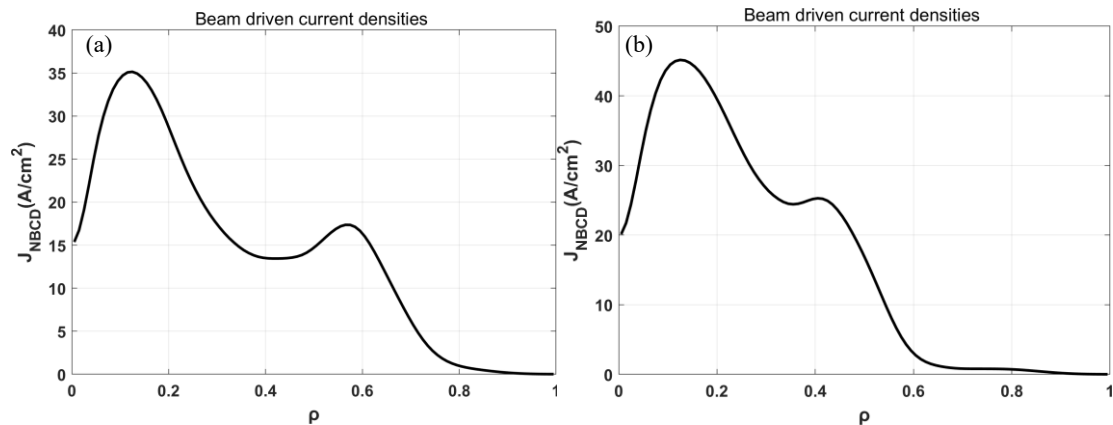 Beam driven current densities
(a)
J_NBCD(A/cm²)
40
35
30
25
20
15
10
5
0
0 0.2 0.4 0.6 0.8 1
ρ
Beam driven current densities
(b)
J_NBCD(A/cm²)
50
40
30
20
10
0
0 0.2 0.4 0.6 0.8 1
ρ